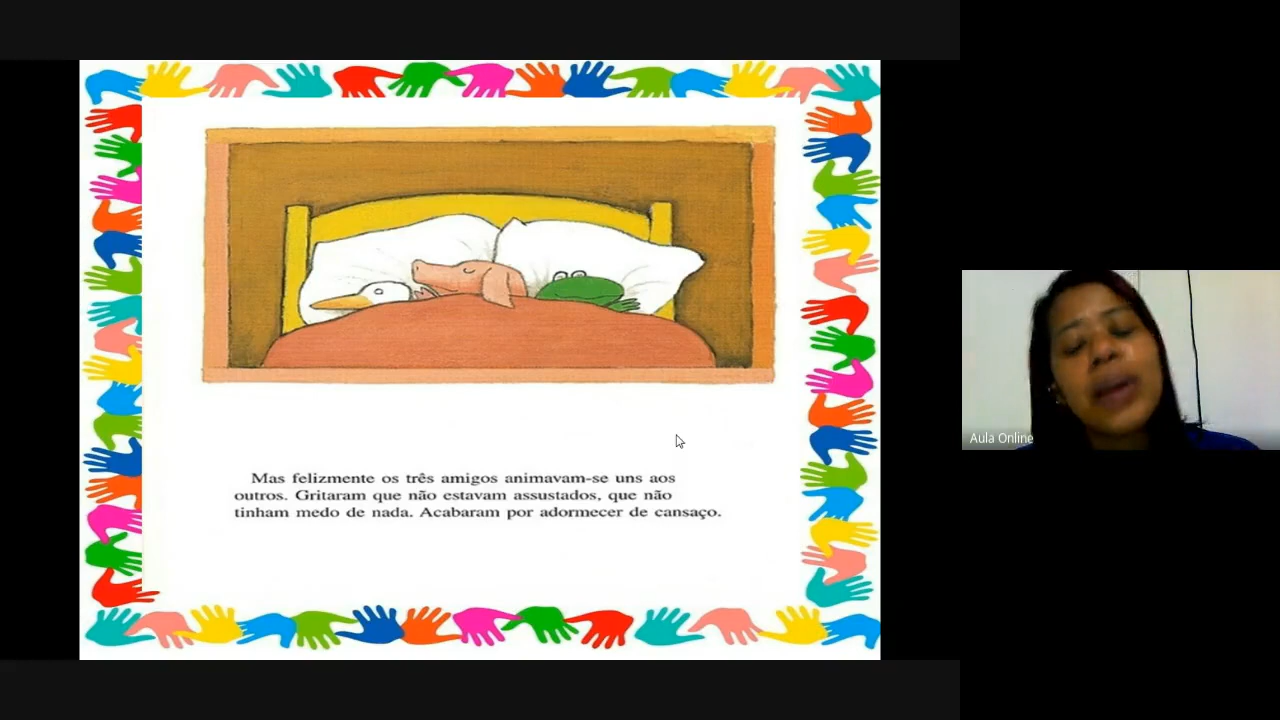 Mas felizmente os três amigos animavam-se uns aos
outros. Gritaram que não estavam assustados, que não
tinham medo de nada. Acabaram por adormecer de cansaço.
Aula Online